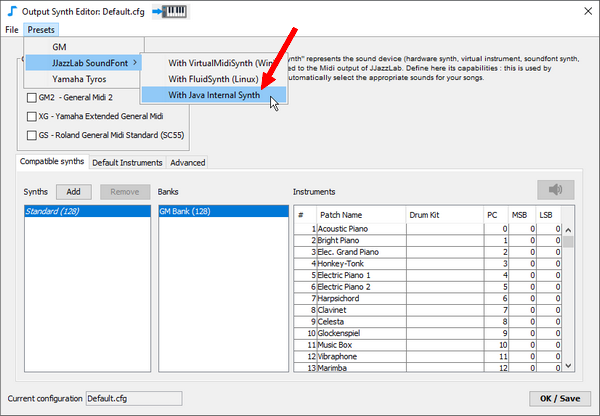 Output Synth Editor: Default.cfg
File Presets
GM
JJazzLab SoundFont
Yamaha Tyros
With VirtualMidiSynth (Win
With FluidSynth (Linux)
With Java Internal Synth
ynth" represents the sound device (hardware synth, virtual instrument, soundfont synth,
ed to the Midi output of JJazzLab. Define here its capabilities : this is used by
utomatically select the appropriate sounds for your songs.
GM2 - General Midi 2
XG - Yamaha Extended General Midi
GS - Roland General Midi Standard (SC55)
Compatible synths Default Instruments Advanced
Synths Add Remove Banks Instruments
Standard (128) GM Bank (128)
# Patch Name Drum Kit PC MSB LSB
1 Acoustic Piano 0 0 0
2 Bright Piano 1 0 0
3 Elec. Grand Piano 2 0 0
4 Honkey-Tonk 3 0 0
5 Electric Piano 1 4 0 0
6 Electric Piano 2 5 0 0
7 Harpsichord 6 0 0
8 Clavinet 7 0 0
9 Celesta 8 0 0
10 Glockenspiel 9 0 0
11 Music Box 10 0 0
12 Vibraphone 11 0 0
13 Marimba 12 0 0
Current configuration Default.cfg OK / Save